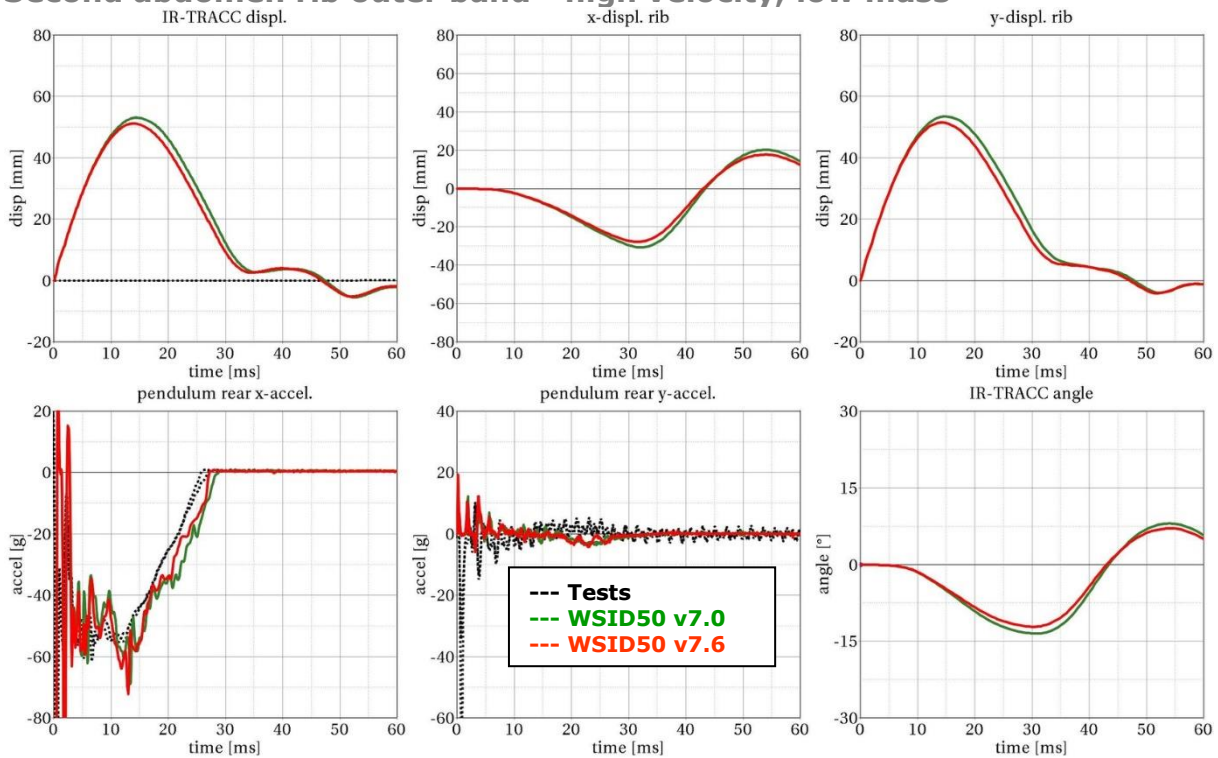 Second abdomen rib outer band - high velocity, low mass
IR-TRACC displ.
80
60
40
20
0
-20
disp [mm]
0 10 20 30 40 50 60
time [ms]
x-displ. rib
80
60
40
20
0
-20
-40
-60
-80
disp [mm]
0 10 20 30 40 50 60
time [ms]
y-displ. rib
80
60
40
20
0
-20
disp [mm]
0 10 20 30 40 50 60
time [ms]
pendulum rear x-accel.
20
0
-20
-40
-60
-80
accel [g]
0 10 20 30 40 50 60
time [ms]
pendulum rear y-accel.
40
20
0
-20
-40
-60
accel [g]
0 10 20 30 40 50 60
time [ms]
--- Tests
--- WSID50 v7.0
--- WSID50 v7.6
IR-TRACC angle
30
15
0
-15
-30
angle [°]
0 10 20 30 40 50 60
time [ms]